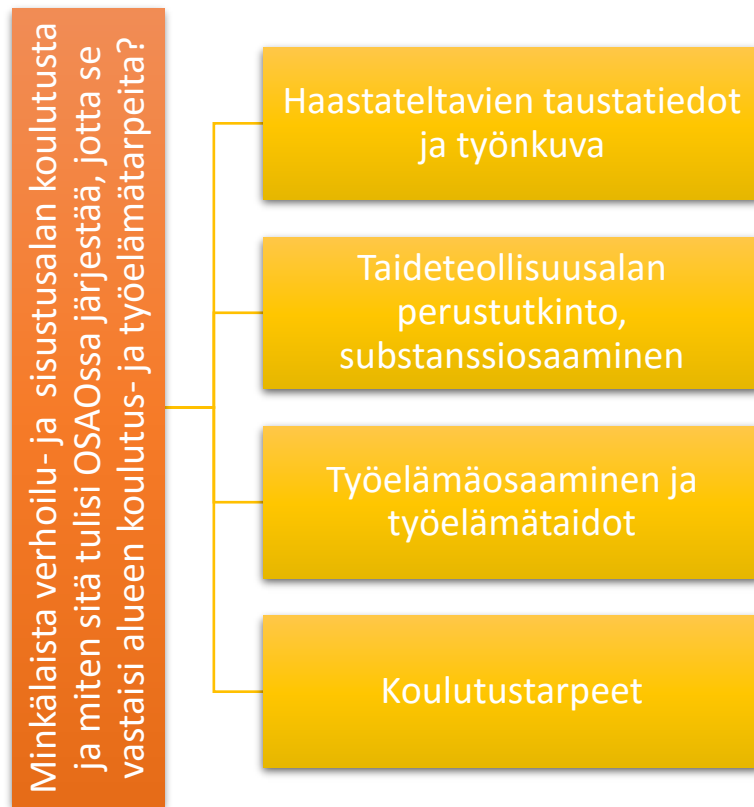 Minkälaista verhoilu- ja sisustusalan koulutusta
ja miten sitä tulisi OSAOssa järjestää, jotta se
vastaisi alueen koulutus- ja työelämätarpeita?
Haastateltavien taustatiedot
ja työnkuva
Taideteollisuusalan
perustutkinto,
substanssiosaaminen
Työelämäosaaminen ja
työelämätaidot
Koulutustarpeet